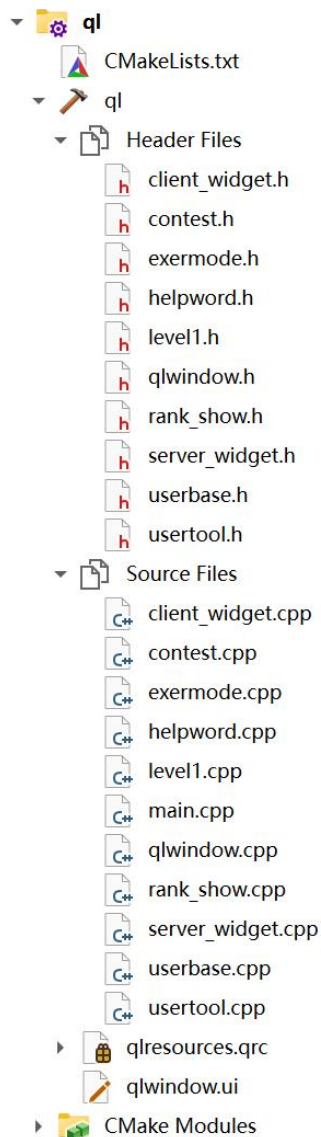 ql
CMakeLists.txt
ql
Header Files
client_widget.h
contest.h
exermode.h
helpword.h
level1.h
qlwindow.h
rank_show.h
server_widget.h
userbase.h
usertool.h
Source Files
client_widget.cpp
contest.cpp
exermode.cpp
helpword.cpp
level1.cpp
main.cpp
qlwindow.cpp
rank_show.cpp
server_widget.cpp
userbase.cpp
usertool.cpp
qlresources.qrc
qlwindow.ui
CMake Modules